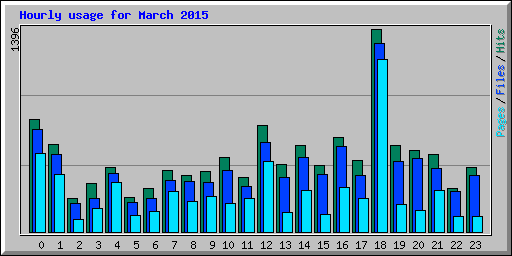 Hourly usage for March 2015
1396
Pages / Files / Hits
0 1 2 3 4 5 6 7 8 9 10 11 12 13 14 15 16 17 18 19 20 21 22 23